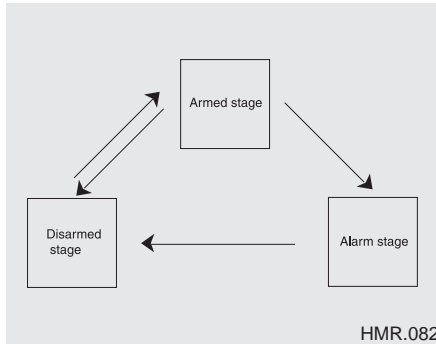 Armed stage
Disarmed
stage
Alarm stage
HMR.082